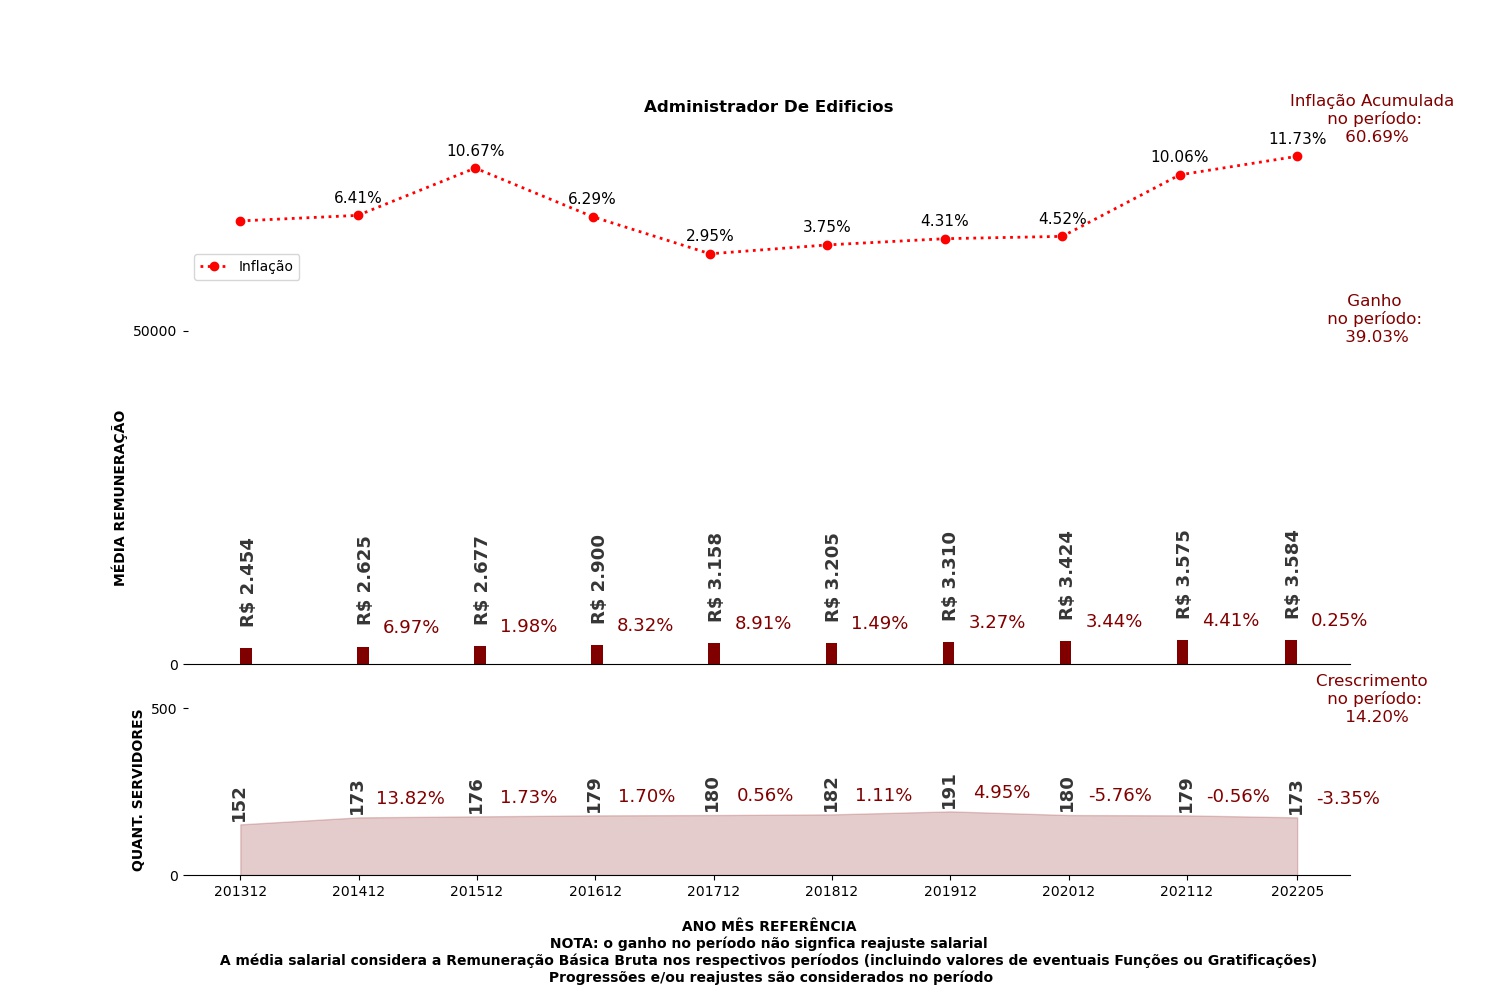 Administrador De Edificios
Inflação Acumulada
no período:
60.69%
6.41%
10.67%
6.29%
2.95%
3.75%
4.31%
4.52%
10.06%
11.73%
Inflação
Ganho
no período:
39.03%
50000
0
MÉDIA REMUNERAÇÃO
R$ 2.454
R$ 2.625
R$ 2.677
R$ 2.900
R$ 3.158
R$ 3.205
R$ 3.310
R$ 3.424
R$ 3.575
R$ 3.584
6.97%
1.98%
8.32%
8.91%
1.49%
3.27%
3.44%
4.41%
0.25%
Crescrimento
no período:
14.20%
500
0
QUANT. SERVIDORES
152
173
176
179
180
182
191
180
179
173
13.82%
1.73%
1.70%
0.56%
1.11%
4.95%
-5.76%
-0.56%
-3.35%
201312
201412
201512
201612
201712
201812
201912
202012
202112
202205
ANO MÊS REFERÊNCIA
NOTA: o ganho no período não signfica reajuste salarial
A média salarial considera a Remuneração Básica Bruta nos respectivos períodos (incluindo valores de eventuais Funções ou Gratificações)
Progressões e/ou reajustes são considerados no período